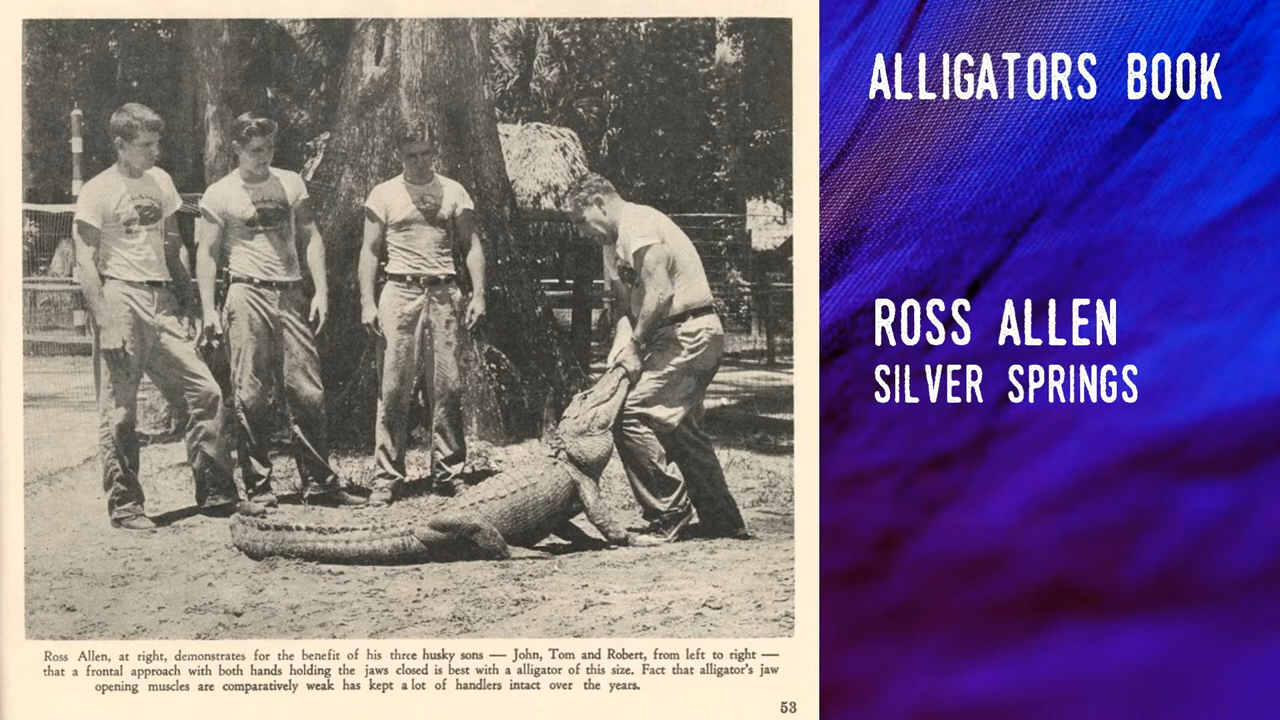 ALLIGATORS BOOK
ROSS ALLEN
SILVER SPRINGS
Ross Allen, at right, demonstrates for the benefit of his three husky sons — John, Tom and Robert, from left to right —
that a frontal approach with both hands holding the jaws closed is best with a alligator of this size. Fact that alligator's jaw
opening muscles are comparatively weak has kept a lot of handlers intact over the years.
53